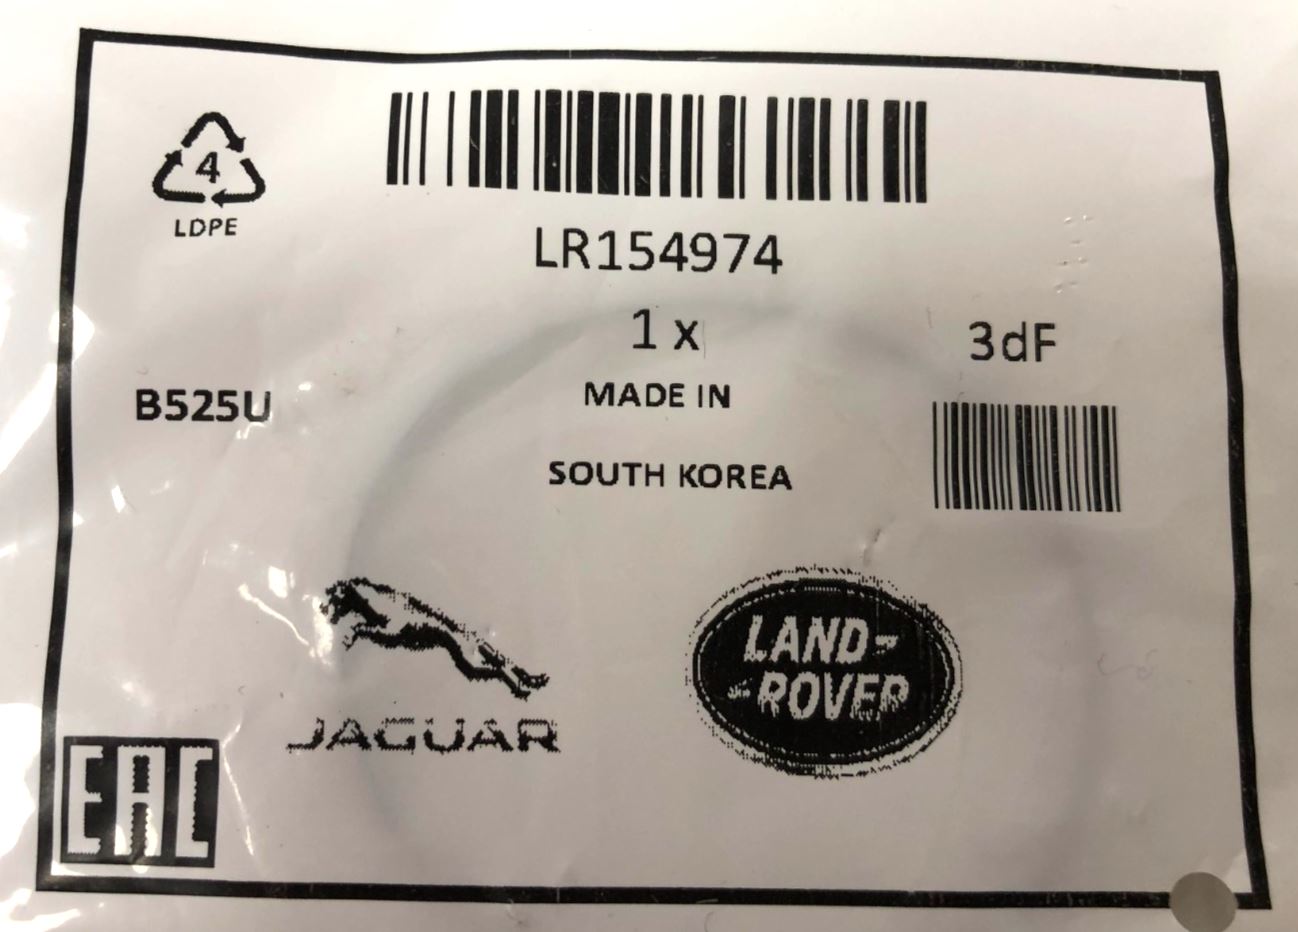 4
LDPE
LR154974
1 x
3dF
B525U
MADE IN
SOUTH KOREA
JAGUAR
LAND-
-ROVER
EAC